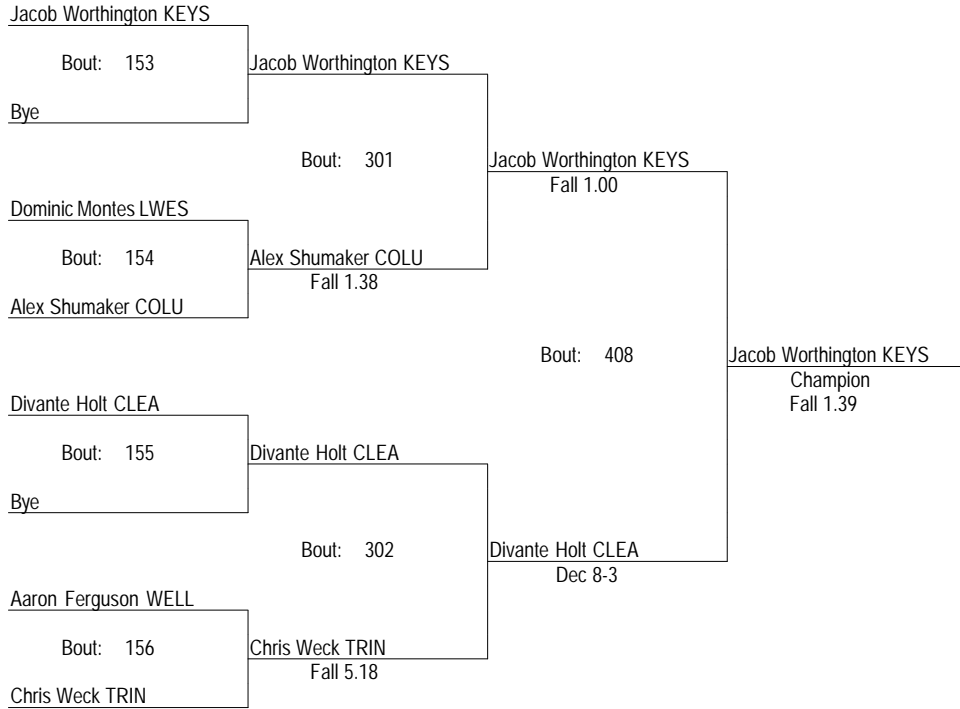 Jacob Worthington KEYS
Bout: 153
Jacob Worthington KEYS
Bye
Bout: 301
Jacob Worthington KEYS
Fall 1.00
Dominic Montes LWES
Bout: 154
Alex Shumaker COLU
Fall 1.38
Alex Shumaker COLU
Bout: 408
Jacob Worthington KEYS
Champion
Fall 1.39
Divante Holt CLEA
Bout: 155
Divante Holt CLEA
Bye
Bout: 302
Divante Holt CLEA
Dec 8-3
Aaron Ferguson WELL
Bout: 156
Chris Weck TRIN
Fall 5.18
Chris Weck TRIN